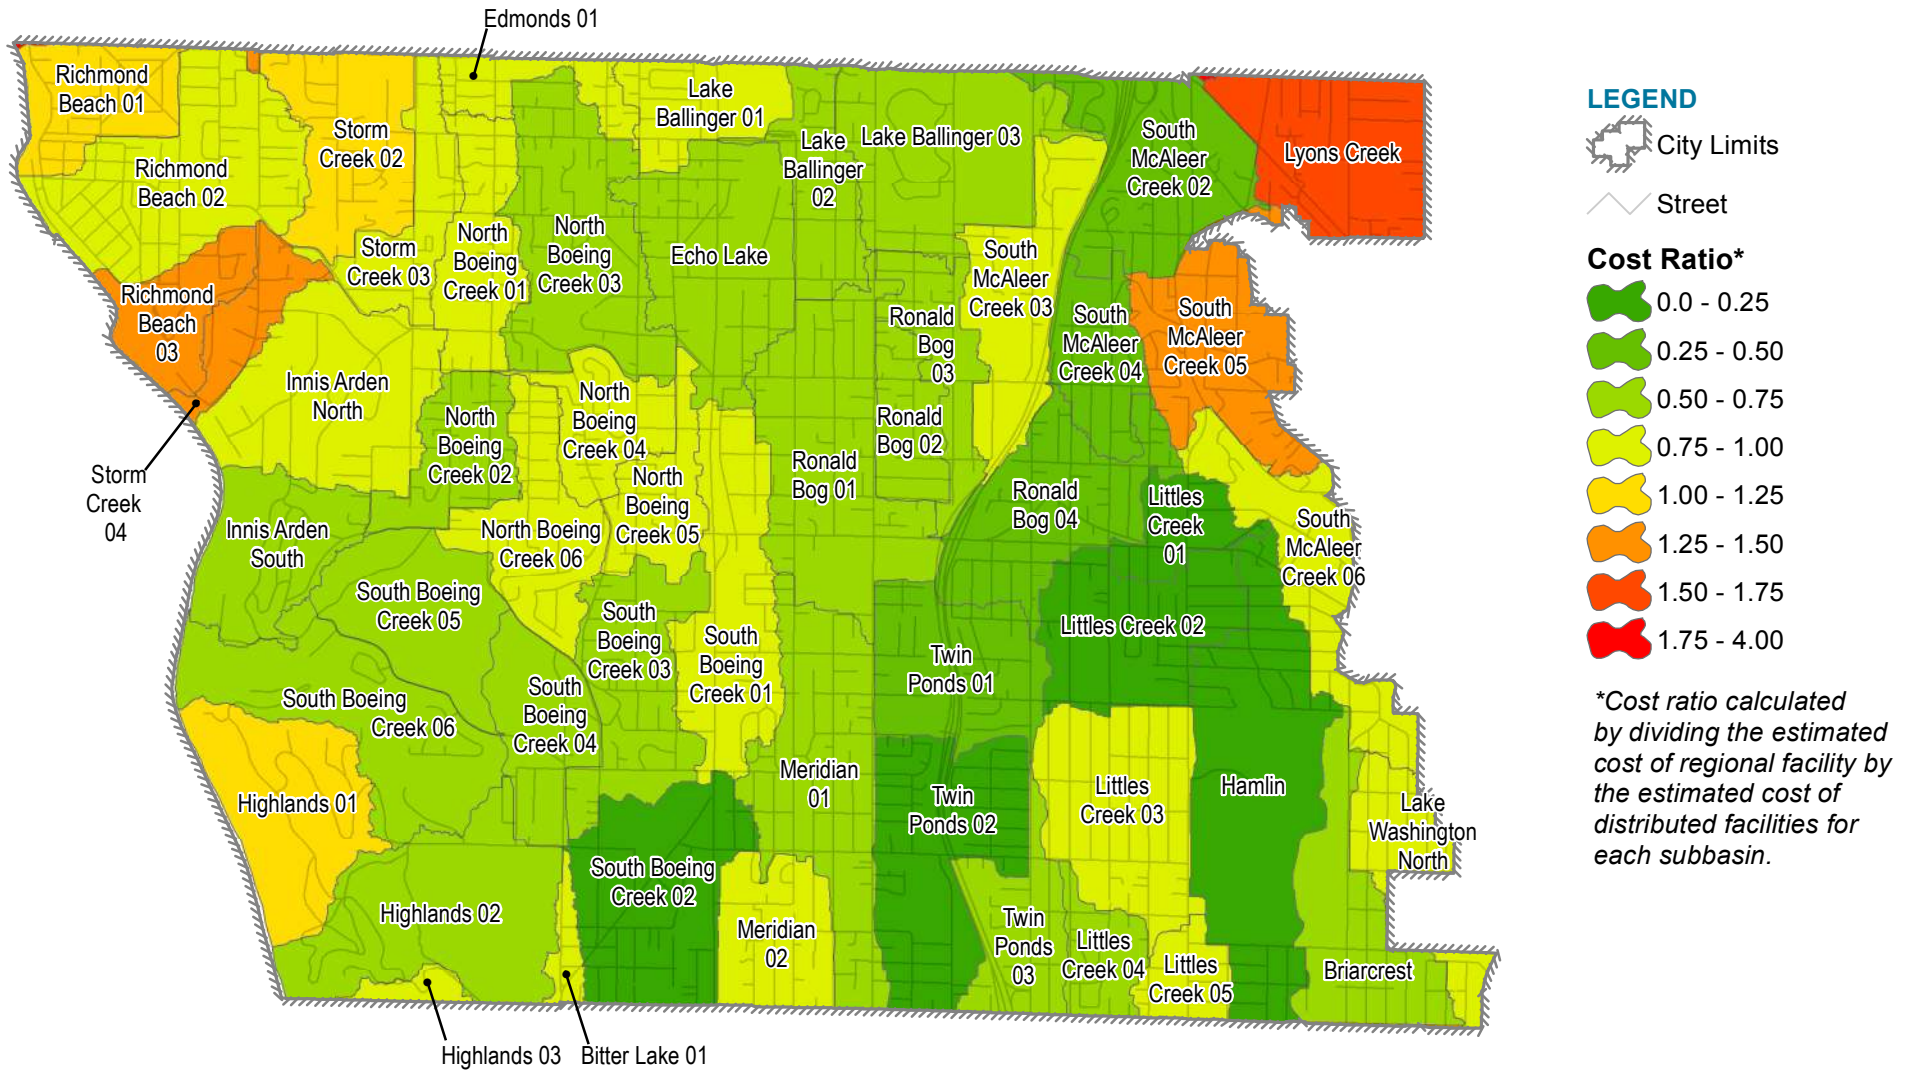 Edmonds 01
Richmond
Beach 01
Storm
Creek 02
Richmond
Beach 02
Lake
Ballinger 01
Lake
Ballinger
02
Lake Ballinger 03
South
McAleer
Creek 02
Lyons Creek
Storm
Creek 03
North
Boeing
Creek 01
North
Boeing
Creek 03
Echo Lake
South
McAleer
Creek 03
Richmond
Beach
03
Ronald
Bog
03
South
McAleer
Creek 04
South
McAleer
Creek 05
Innis Arden
North
North
Boeing
Creek 02
North
Boeing
Creek 04
Ronald
Bog 02
Storm
Creek
04
Ronald
Bog 01
North
Boeing
Creek 05
Ronald
Bog 04
Littles
Creek
01
South
McAleer
Creek 06
Innis Arden
South
North Boeing
Creek 06
South Boeing
Creek 05
South
Boeing
Creek 03
South
Boeing
Creek 01
Littles Creek 02
Twin
Ponds 01
South Boeing
Creek 06
South
Boeing
Creek 04
Meridian
01
Twin
Ponds 02
Littles
Creek 03
Hamlin
Highlands 01
Lake
Washington
North
South Boeing
Creek 02
Highlands 02
Meridian
02
Twin
Ponds
03
Littles
Creek 04
Littles
Creek 05
Briarcrest
Highlands 03
Bitter Lake 01
LEGEND
City Limits
Street
Cost Ratio*
0.0 - 0.25
0.25 - 0.50
0.50 - 0.75
0.75 - 1.00
1.00 - 1.25
1.25 - 1.50
1.50 - 1.75
1.75 - 4.00
*Cost ratio calculated
by dividing the estimated
cost of regional facility by
the estimated cost of
distributed facilities for
each subbasin.